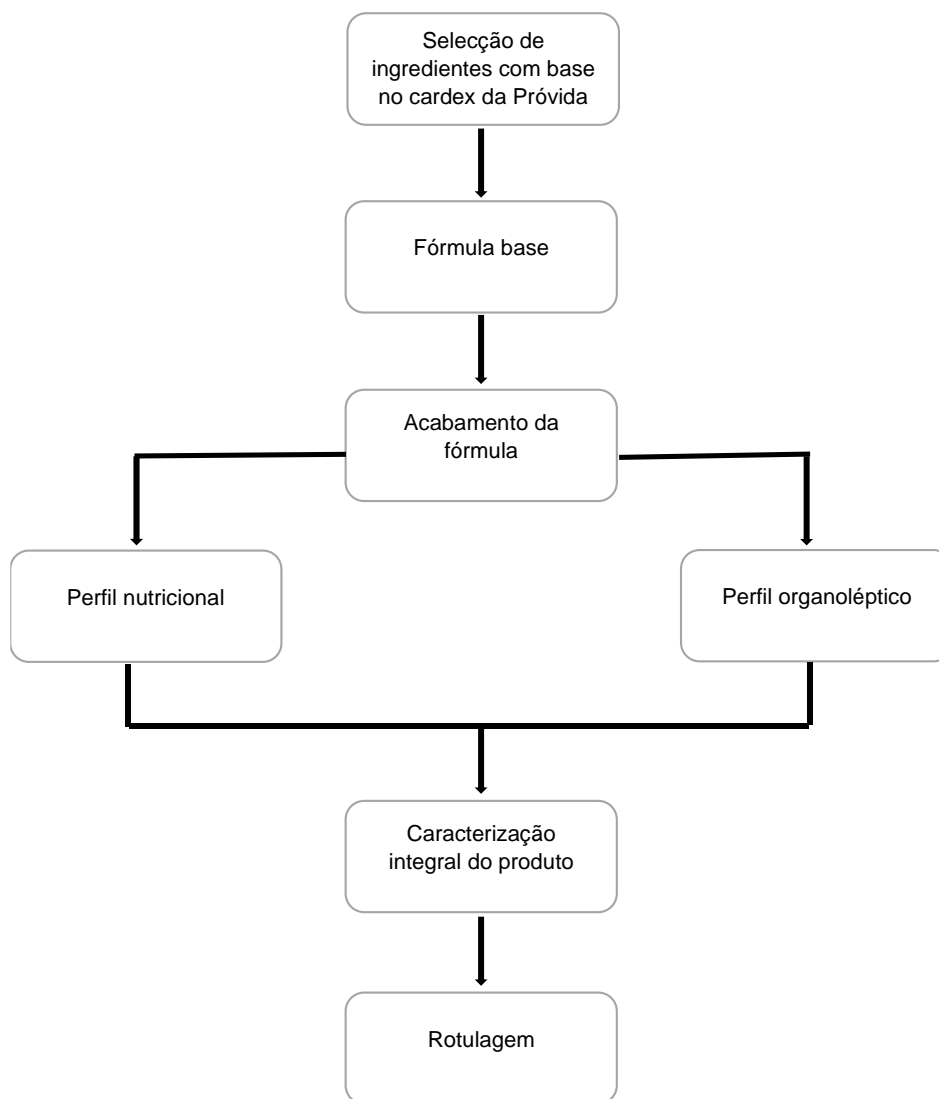 Selecção de
ingredientes com base
no cardex da Próvida
Fórmula base
Acabamento da
fórmula
Perfil nutricional
Perfil organoléptico
Caracterização
integral do produto
Rotulagem